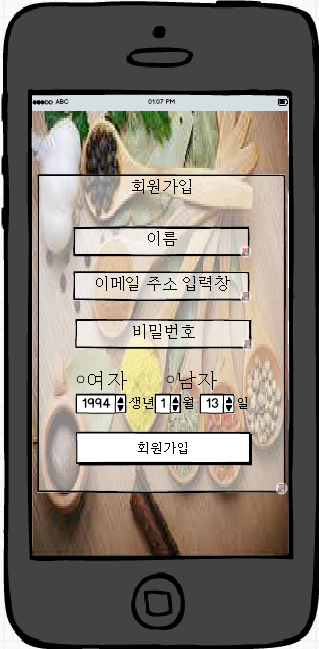 ABC 01:07 PM
회원가입
이름
이메일 주소 입력창
비밀번호
○여자 ○남자
1994 생년 1 월 13 일
회원가입